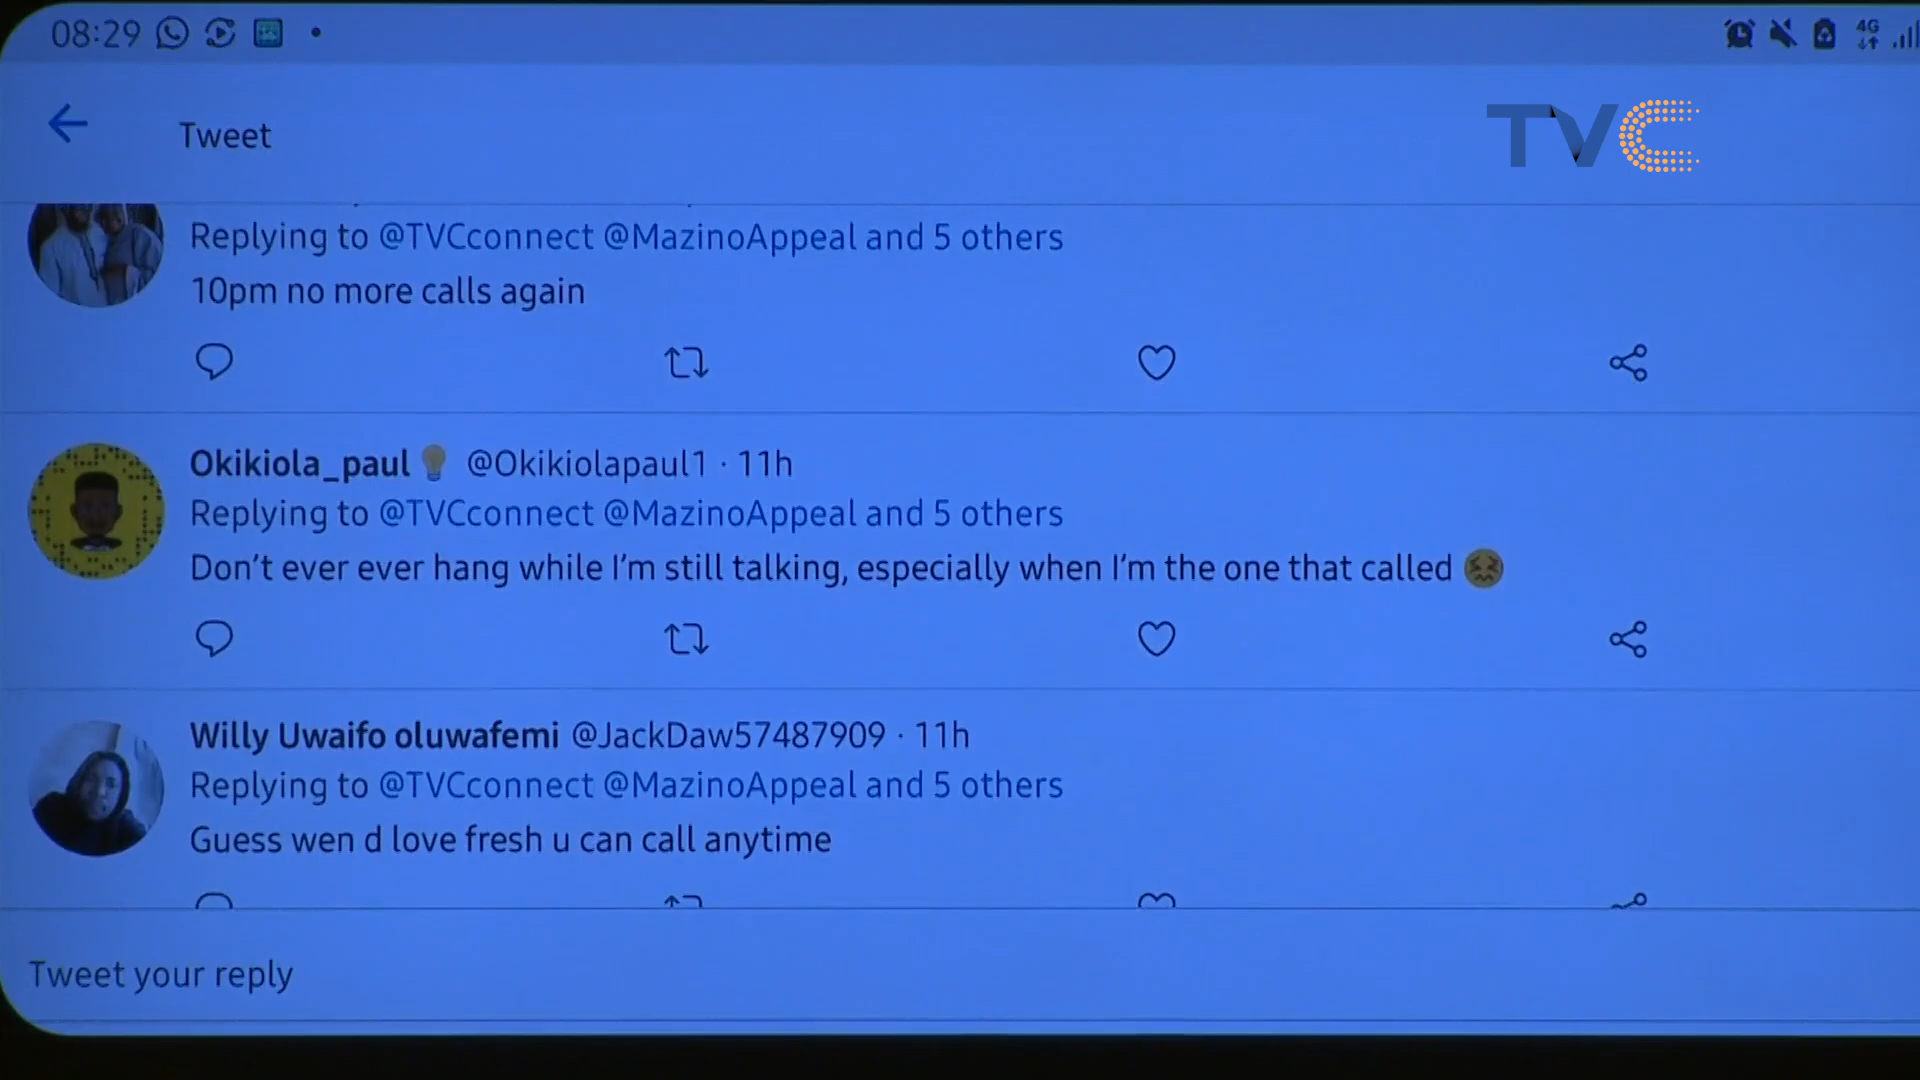 08:29
4G
Tweet
TVC
Replying to @TVCconnect @MazinoAppeal and 5 others
10pm no more calls again
Okikiola_paul @Okikiolapaul1 · 11h
Replying to @TVCconnect @MazinoAppeal and 5 others
Don't ever ever hang while I'm still talking, especially when I'm the one that called
Willy Uwaifo oluwafemi @JackDaw57487909 · 11h
Replying to @TVCconnect @MazinoAppeal and 5 others
Guess wen d love fresh u can call anytime
Tweet your reply